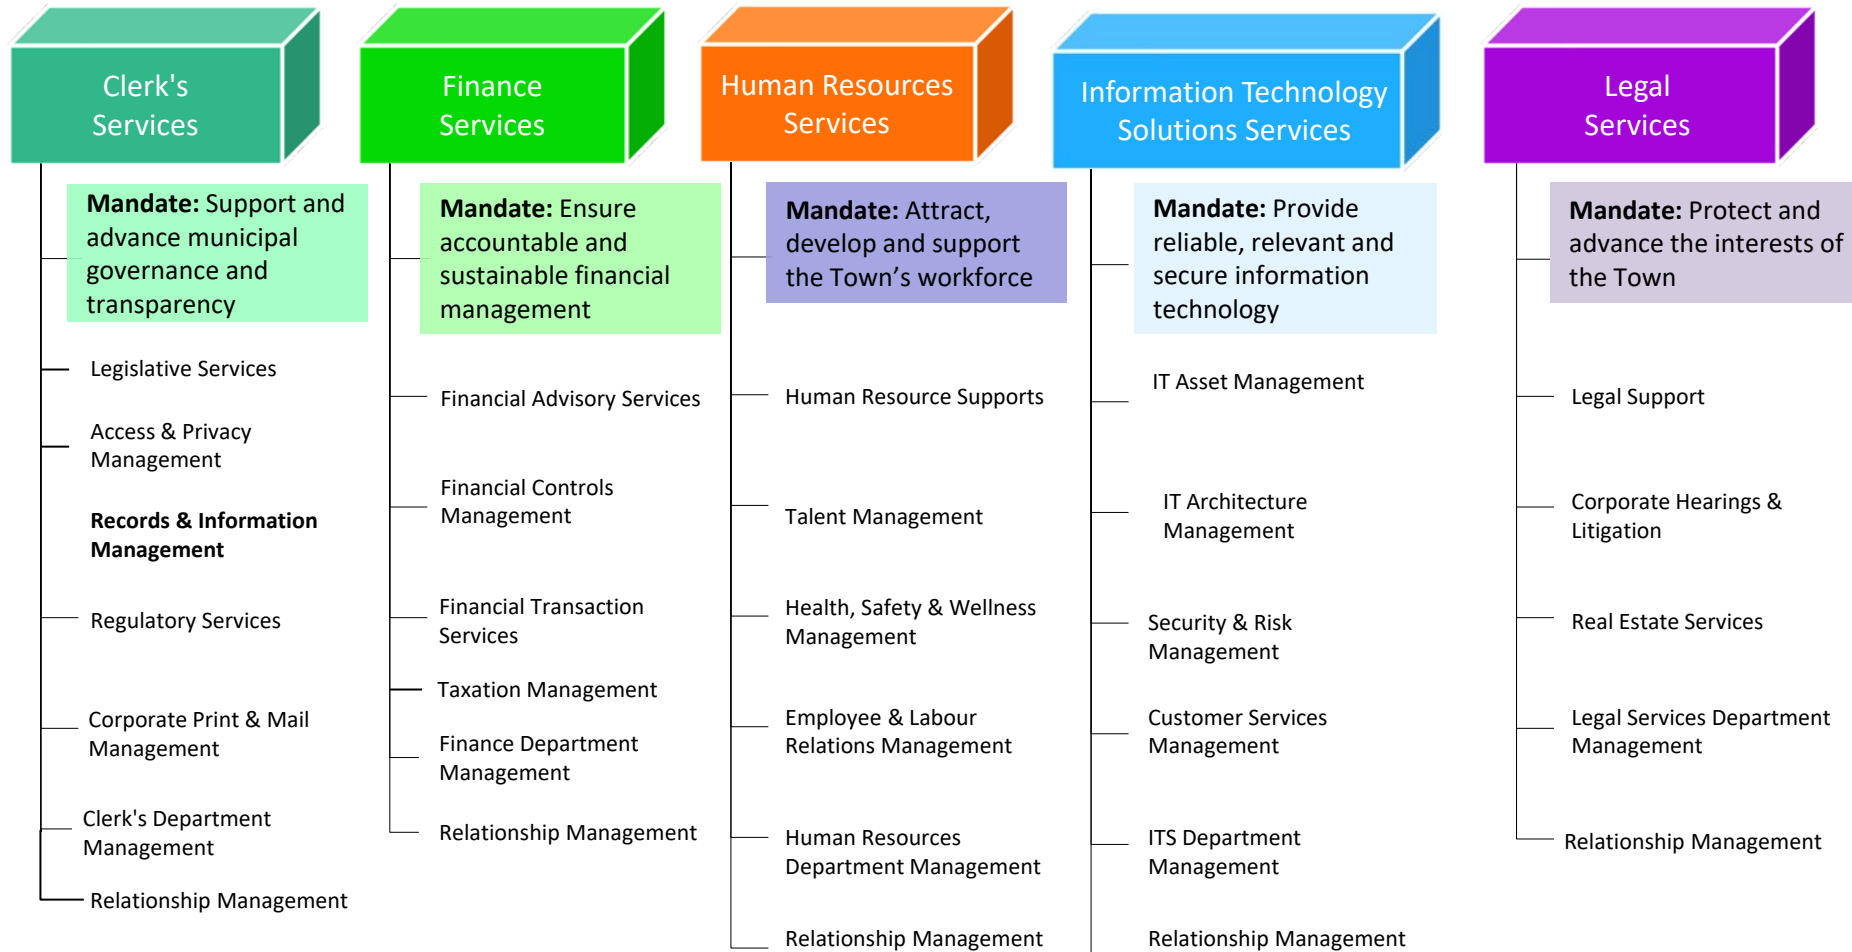 Clerk's
Services
Mandate: Support and
advance municipal
governance and
transparency
Legislative Services
Access & Privacy
Management
Records & Information
Management
Regulatory Services
Corporate Print & Mail
Management
Clerk's Department
Management
Relationship Management
Finance
Services
Mandate: Ensure
accountable and
sustainable financial
management
Financial Advisory Services
Financial Controls
Management
Financial Transaction
Services
Taxation Management
Finance Department
Management
Relationship Management
Human Resources
Services
Mandate: Attract,
develop and support
the Town’s workforce
Human Resource Supports
Talent Management
Health, Safety & Wellness
Management
Employee & Labour
Relations Management
Human Resources
Department Management
Relationship Management
Information Technology
Solutions Services
Mandate: Provide
reliable, relevant and
secure information
technology
IT Asset Management
IT Architecture
Management
Security & Risk
Management
Customer Services
Management
ITS Department
Management
Relationship Management
Legal
Services
Mandate: Protect and
advance the interests of
the Town
Legal Support
Corporate Hearings &
Litigation
Real Estate Services
Legal Services Department
Management
Relationship Management